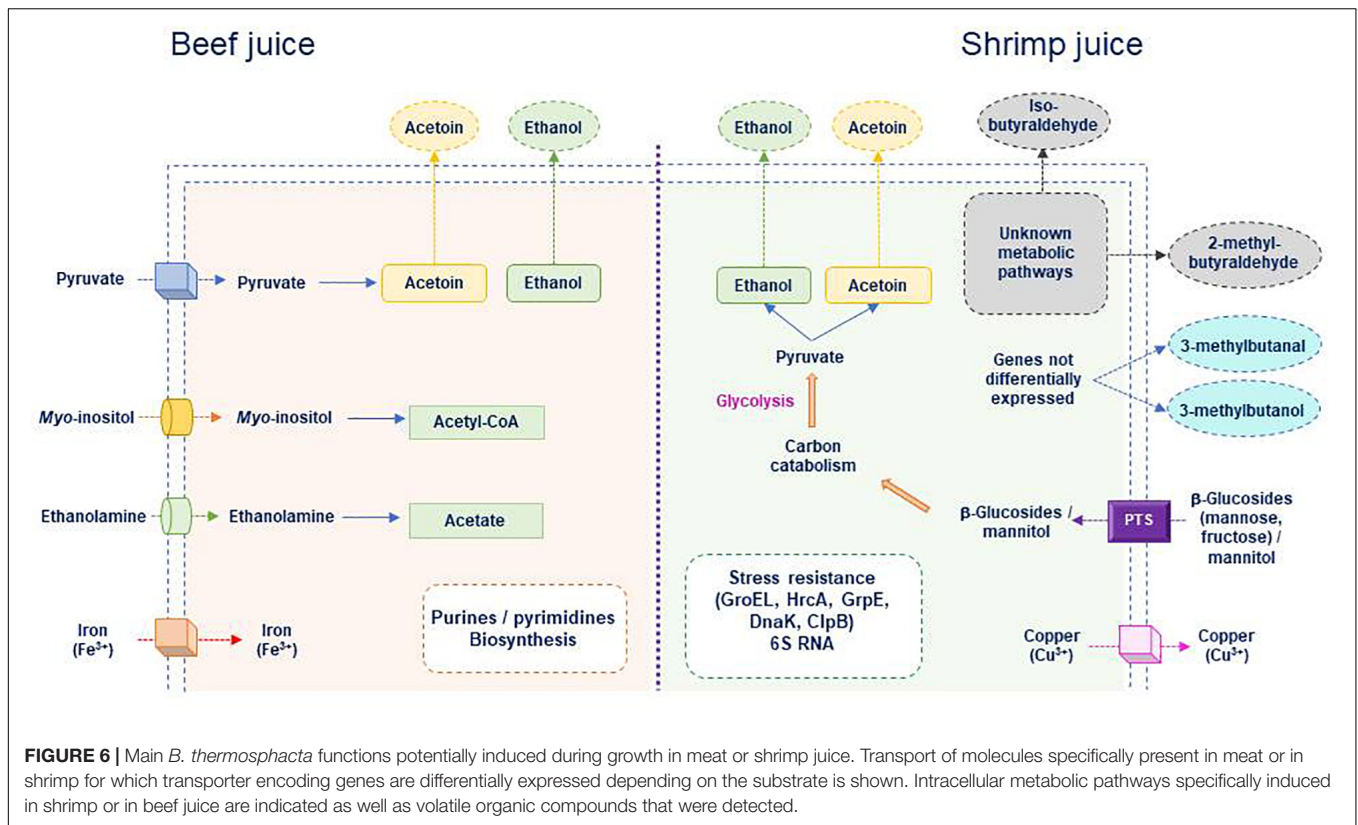 Beef juice
Shrimp juice
Acetoin
Ethanol
Ethanol
Acetoin
Iso-
butyraldehyde
Unknown
metabolic
pathways
2-methyl-
butyraldehyde
Pyruvate
Pyruvate
Acetoin
Ethanol
Ethanol
Acetoin
Pyruvate
Genes not
differentially
expressed
3-methylbutanal
3-methylbutanol
Glycolysis
Myo-inositol
Myo-inositol
Acetyl-CoA
Carbon
catabolism
Ethanolamine
Ethanolamine
Acetate
β-Glucosides /
mannitol
PTS
β-Glucosides
(mannose,
fructose) /
mannitol
Iron
(Fe³⁺)
Iron
(Fe³⁺)
Purines / pyrimidines
Biosynthesis
Stress resistance
(GroEL, HrcA, GrpE,
DnaK, ClpB)
6S RNA
Copper
(Cu³⁺)
Copper
(Cu³⁺)
FIGURE 6 | Main B. thermosphacta functions potentially induced during growth in meat or shrimp juice. Transport of molecules specifically present in meat or in
shrimp for which transporter encoding genes are differentially expressed depending on the substrate is shown. Intracellular metabolic pathways specifically induced
in shrimp or in beef juice are indicated as well as volatile organic compounds that were detected.